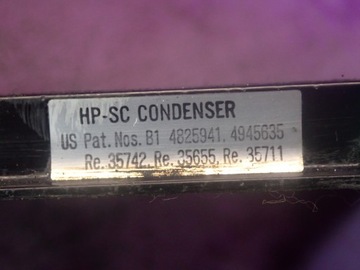 HP-SC CONDENSER
US Pat. Nos. B1 4825941. 4945635
Re. 35742. Re. 35655. Re. 35711